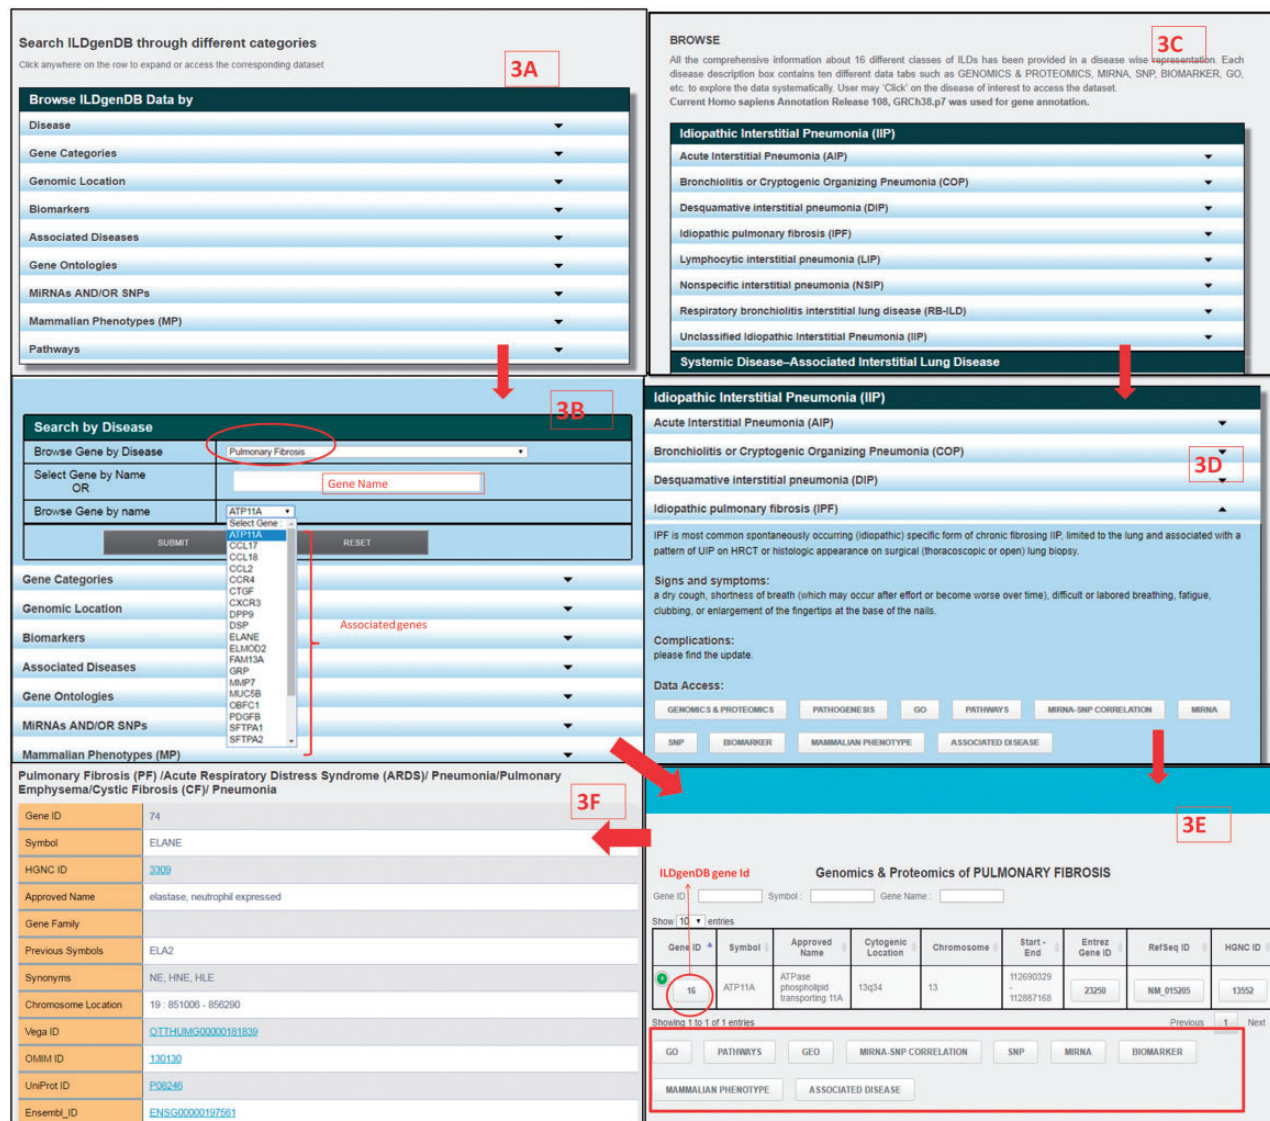 Search ILDgenDB through different categories
Click anywhere on the row to expand or access the corresponding dataset
3A
Browse ILDgenDB Data by
Disease
Gene Categories
Genomic Location
Biomarkers
Associated Diseases
Gene Ontologies
MiRNAs AND/OR SNPs
Mammalian Phenotypes (MP)
Pathways
3C
BROWSE
All the comprehensive information about 16 different classes of ILDs has been provided in a disease wise representation. Each
disease description box contains ten different data tabs such as GENOMICS & PROTEOMICS, MIRNA, SNP, BIOMARKER, GO,
etc. to explore the data systematically. User may 'Click' on the disease of interest to access the dataset.
Current Homo sapiens Annotation Release 108, GRCh38.p7 was used for gene annotation.
Idiopathic Interstitial Pneumonia (IIP)
Acute Interstitial Pneumonia (AIP)
Bronchiolitis or Cryptogenic Organizing Pneumonia (COP)
Desquamative interstitial pneumonia (DIP)
Idiopathic pulmonary fibrosis (IPF)
Lymphocytic interstitial pneumonia (LIP)
Nonspecific interstitial pneumonia (NSIP)
Respiratory bronchiolitis interstitial lung disease (RB-ILD)
Unclassified Idiopathic Interstitial Pneumonia (IIP)
Systemic Disease–Associated Interstitial Lung Disease
3B
Search by Disease
Browse Gene by Disease Pulmonary Fibrosis
Select Gene by Name
OR
Gene Name
Browse Gene by name ATP11A
SUBMIT RESET
Select Gene :
ATP11A
CCL17
CCL18
CCL2
CCR4
CTGF
CXCR3
DPP9
DSP
ELANE
ELMOD2
FAM13A
GRP
MMP7
MUC5B
OBFC1
PDGFB
SFTPA1
SFTPA2
Associated genes
Gene Categories
Genomic Location
Biomarkers
Associated Diseases
Gene Ontologies
MiRNAs AND/OR SNPs
Mammalian Phenotypes (MP)
Idiopathic Interstitial Pneumonia (IIP)
Acute Interstitial Pneumonia (AIP)
Bronchiolitis or Cryptogenic Organizing Pneumonia (COP)
3D
Desquamative interstitial pneumonia (DIP)
Idiopathic pulmonary fibrosis (IPF)
IPF is most common spontaneously occurring (idiopathic) specific form of chronic fibrosing IIP, limited to the lung and associated with a
pattern of UIP on HRCT or histologic appearance on surgical (thoracoscopic or open) lung biopsy.
Signs and symptoms:
a dry cough, shortness of breath (which may occur after effort or become worse over time), difficult or labored breathing, fatigue,
clubbing, or enlargement of the fingertips at the base of the nails.
Complications:
please find the update.
Data Access:
GENOMICS & PROTEOMICS PATHOGENESIS GO PATHWAYS MIRNA-SNP CORRELATION MIRNA
SNP BIOMARKER MAMMALIAN PHENOTYPE ASSOCIATED DISEASE
Pulmonary Fibrosis (PF) /Acute Respiratory Distress Syndrome (ARDS)/ Pneumonia/Pulmonary
Emphysema/Cystic Fibrosis (CF)/ Pneumonia
3F
Gene ID 74
Symbol ELANE
HGNC ID 3309
Approved Name elastase, neutrophil expressed
Gene Family
Previous Symbols ELA2
Synonyms NE, HNE, HLE
Chromosome Location 19 : 851006 - 856290
Vega ID OTTHUMG00000181839
OMIM ID 130130
UniProt ID P08246
Ensembl_ID ENSG00000197561
3E
ILDgenDB gene Id
Genomics & Proteomics of PULMONARY FIBROSIS
Gene ID : Symbol : Gene Name :
Show 10 entries
Gene ID Symbol Approved Name Cytogenic Location Chromosome Start - End Entrez Gene ID RefSeq ID HGNC ID
16 ATP11A ATPase phospholipid transporting 11A 13q34 13 112690329 - 112887168 23250 NM_015205 13552
Showing 1 to 1 of 1 entries
Previous 1 Next
GO PATHWAYS GEO MIRNA-SNP CORRELATION SNP MIRNA BIOMARKER
MAMMALIAN PHENOTYPE ASSOCIATED DISEASE